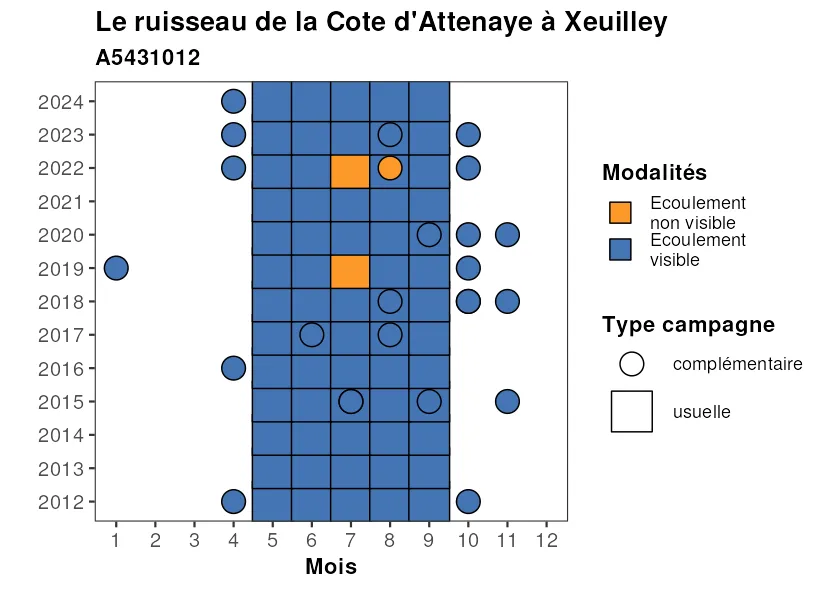 Le ruisseau de la Cote d'Attenaye à Xeuilley
A5431012
2024
2023
2022
2021
2020
2019
2018
2017
2016
2015
2014
2013
2012
1 2 3 4 5 6 7 8 9 10 11 12
Mois
Modalités
Ecoulement
non visible
Ecoulement
visible
Type campagne
complémentaire
usuelle